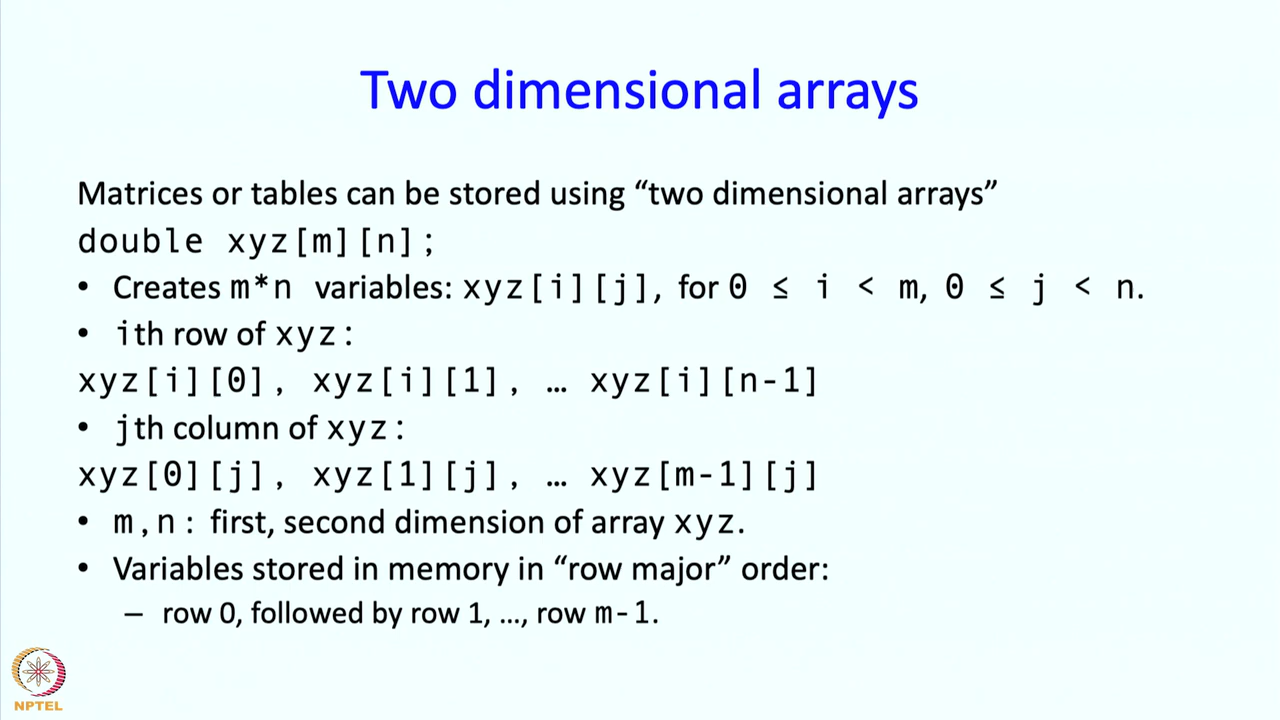 Two dimensional arrays
Matrices or tables can be stored using “two dimensional arrays”
double xyz[m][n];
• Creates m*n variables: xyz[i][j], for 0 ≤ i < m, 0 ≤ j < n.
• ith row of xyz:
xyz[i][0], xyz[i][1], … xyz[i][n-1]
• jth column of xyz:
xyz[0][j], xyz[1][j], … xyz[m-1][j]
• m,n: first, second dimension of array xyz.
• Variables stored in memory in “row major” order:
– row 0, followed by row 1, …, row m-1.
NPTEL